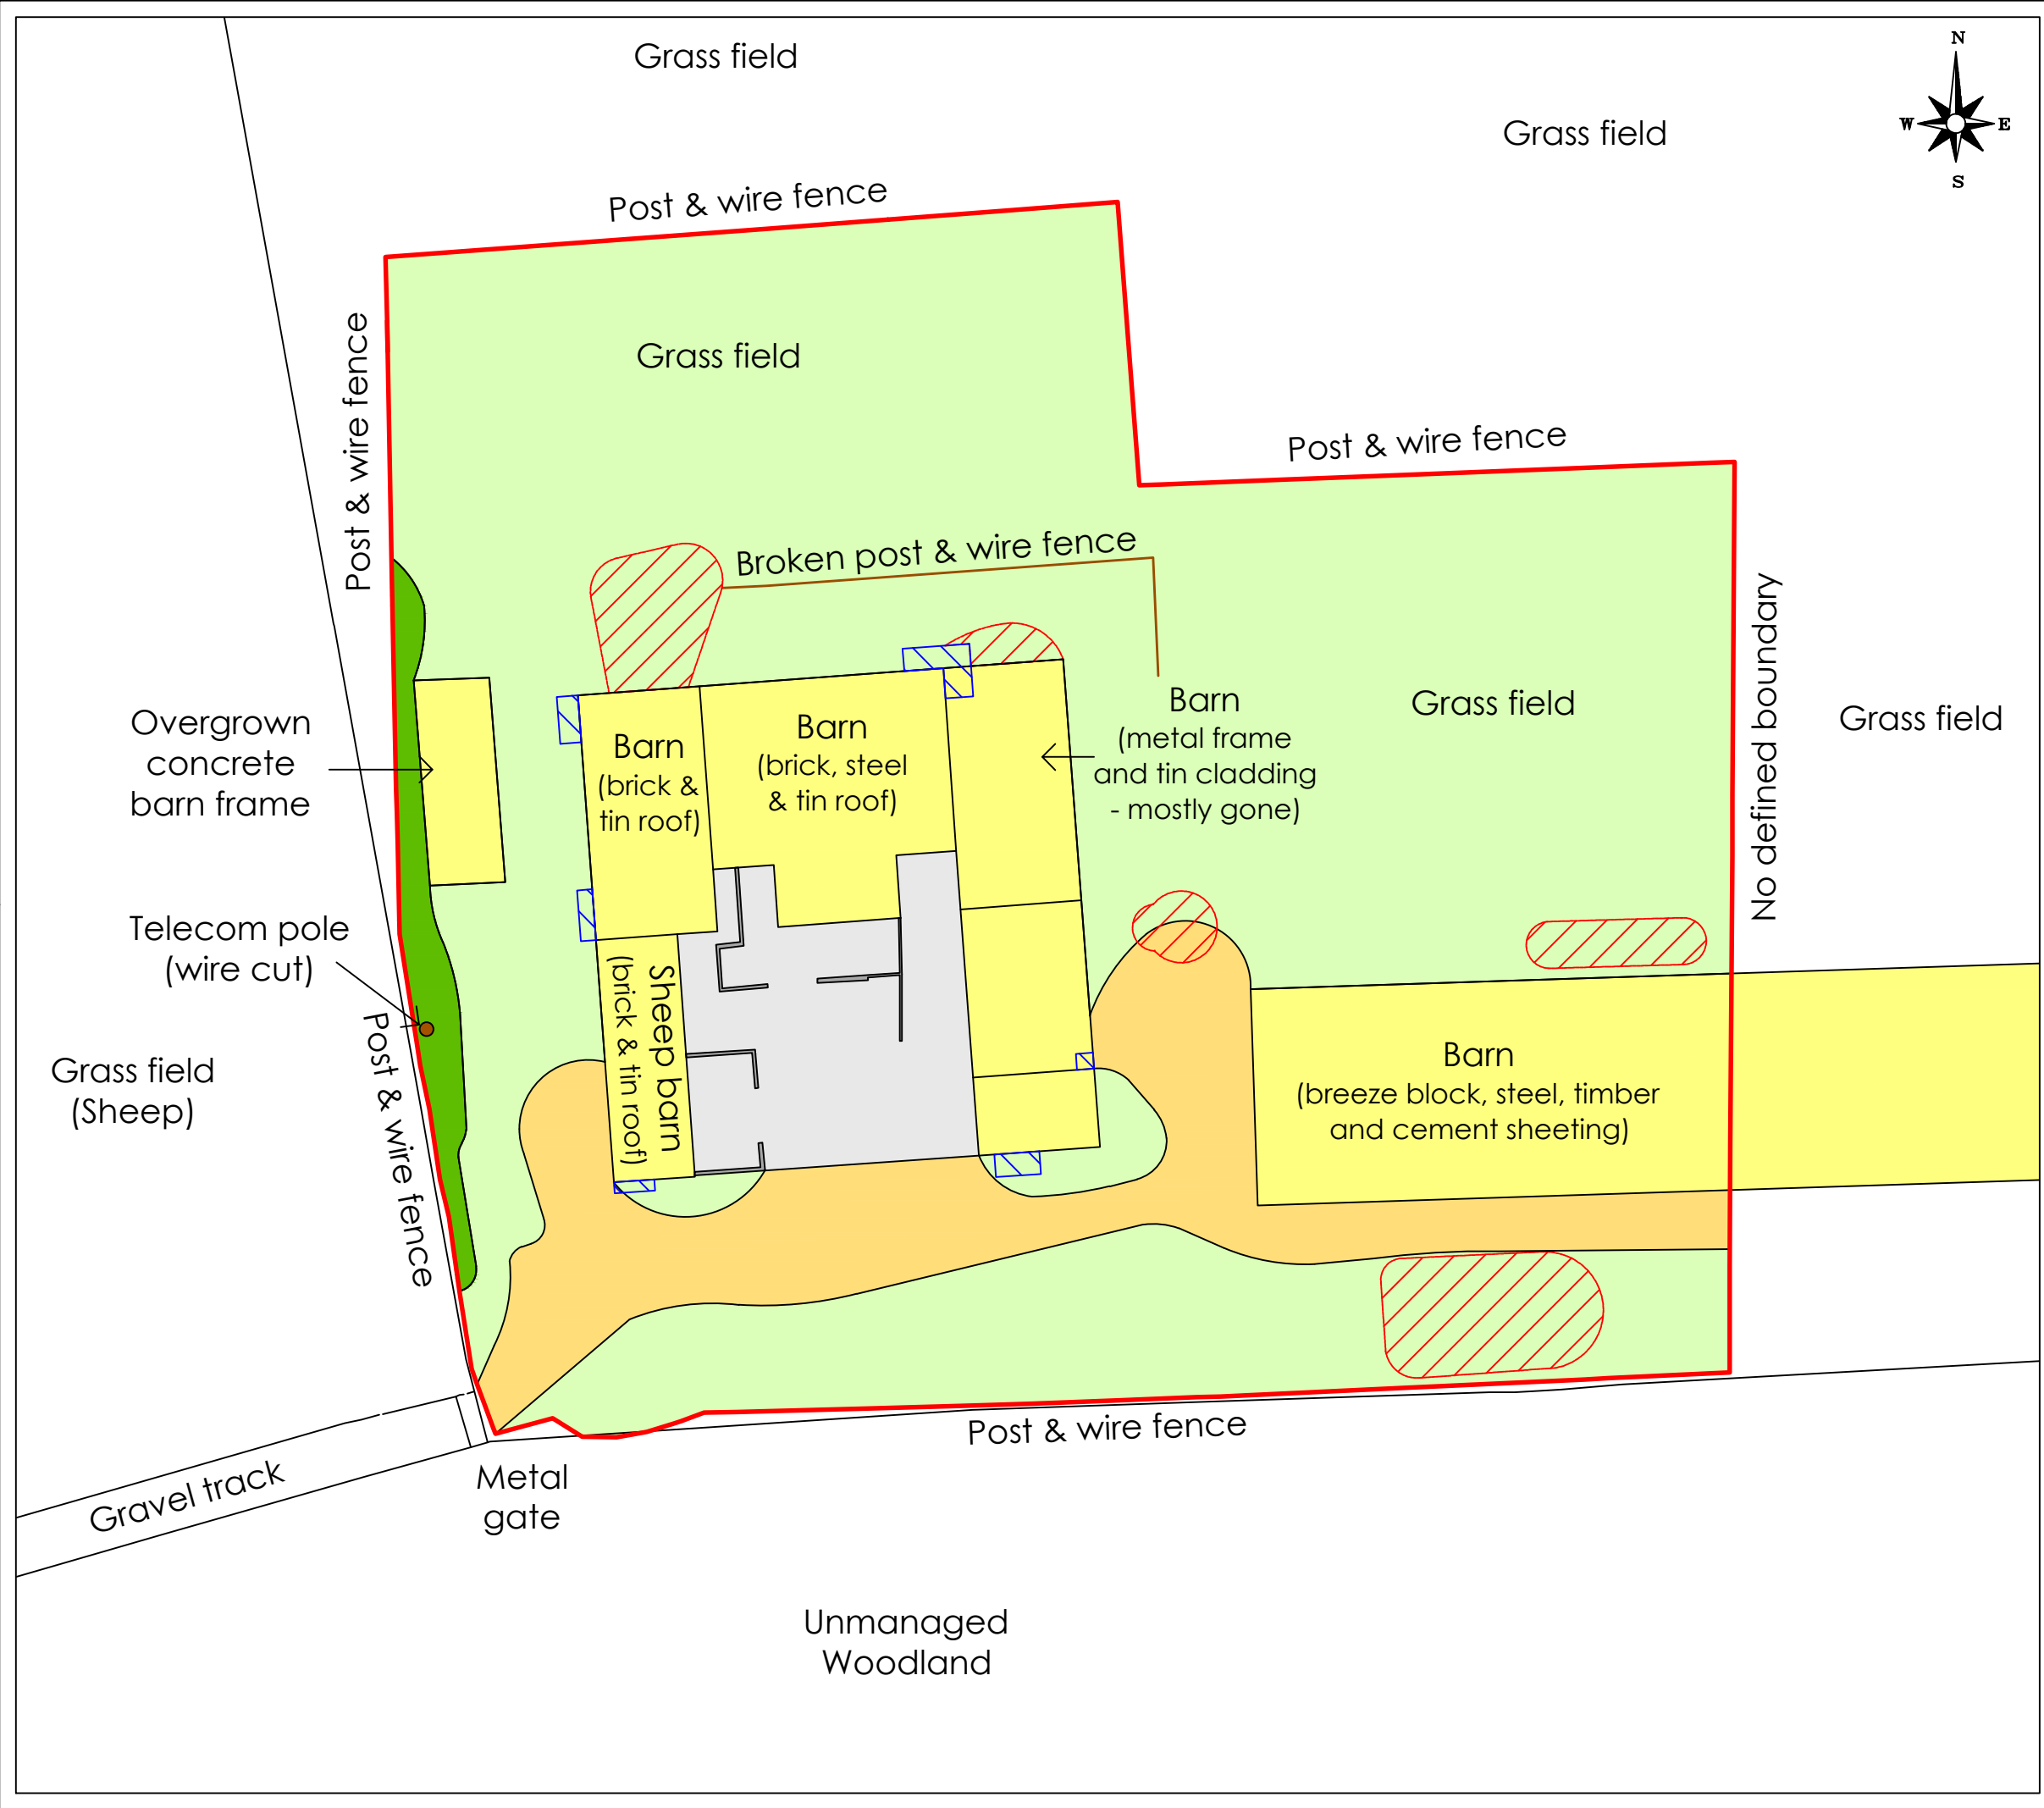 Grass field
N
Grass field
W
E
S
Post & wire fence
Grass field
Post & wire fence
Post & wire fence
Broken post & wire fence
No defined boundary
Barn
(metal frame
and tin cladding
- mostly gone)
Grass field
Grass field
Overgrown
concrete
barn frame
Barn
(brick &
tin roof)
Barn
(brick, steel
& tin roof)
Telecom pole
(wire cut)
Sheep barn
(brick & tin roof)
Grass field
(Sheep)
Post & wire fence
Barn
(breeze block, steel, timber
and cement sheeting)
Post & wire fence
Gravel track
Metal
gate
Unmanaged
Woodland